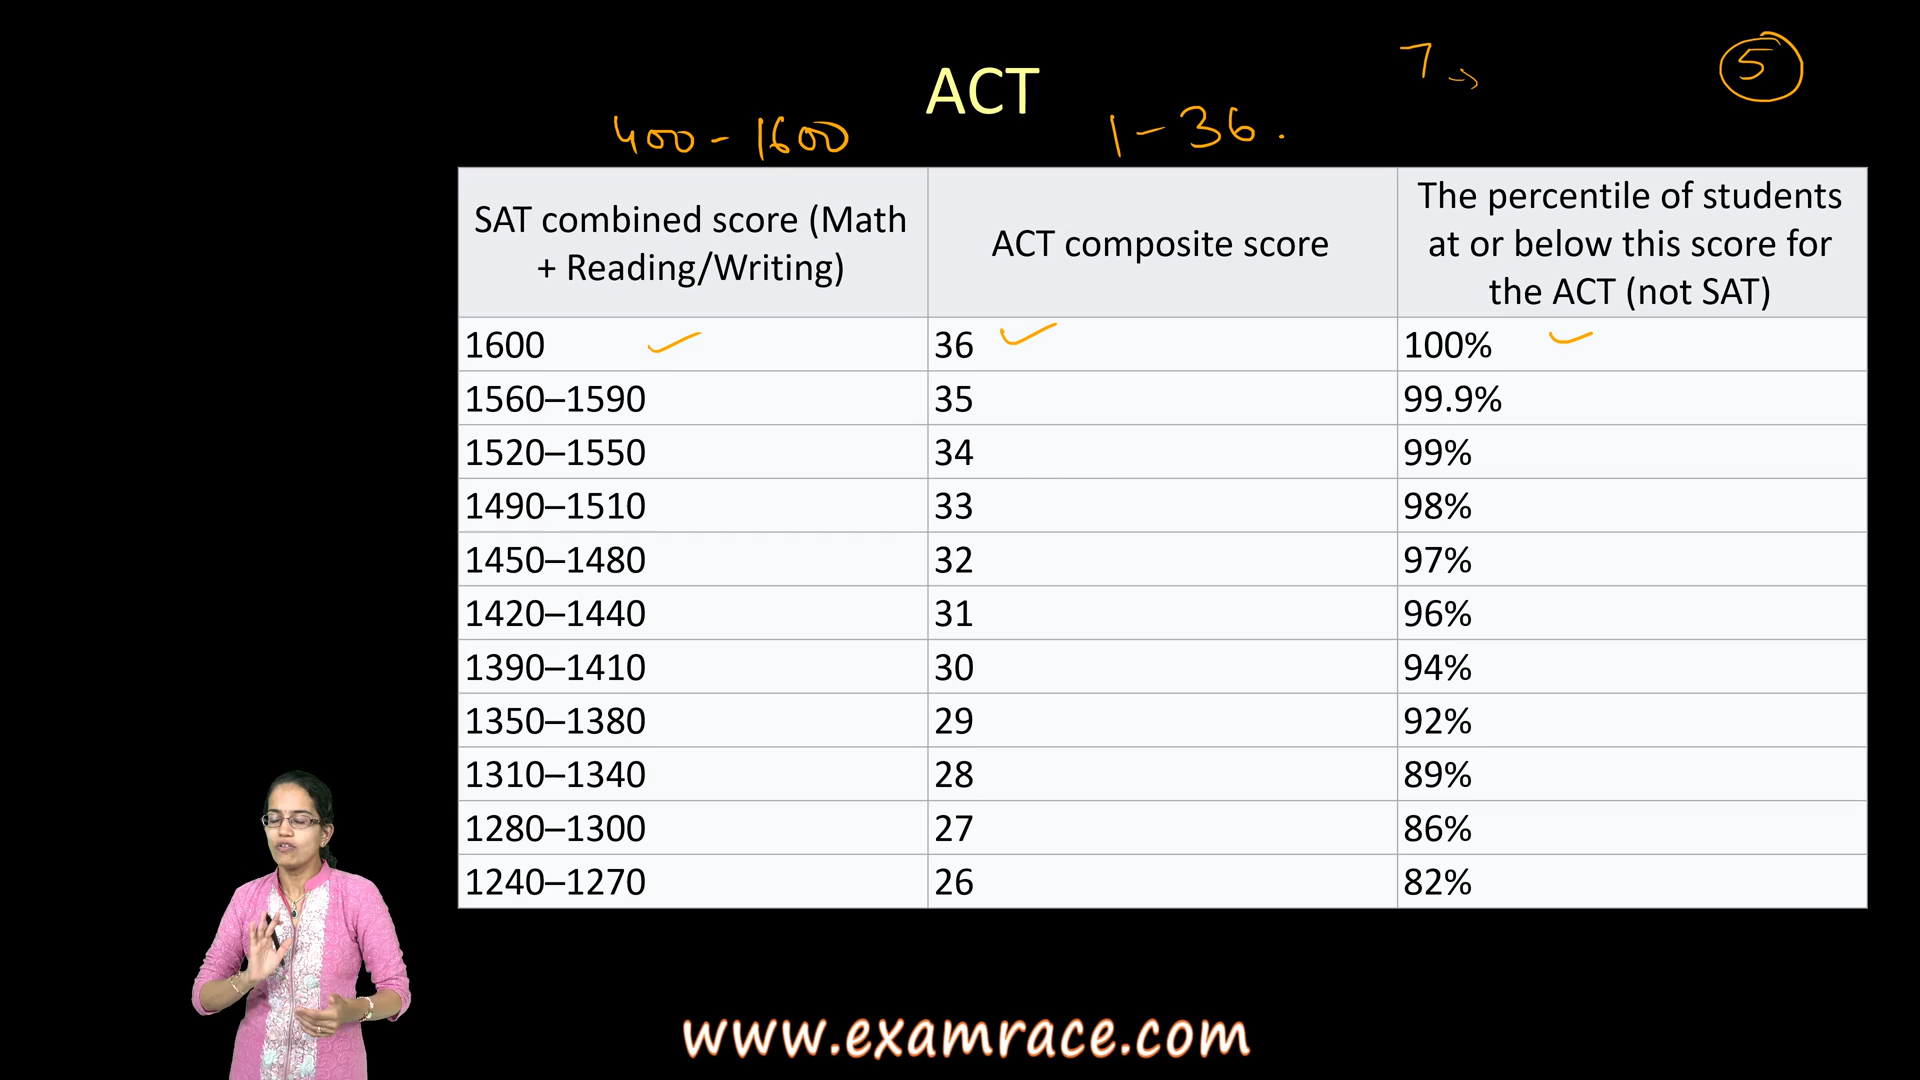 7 → 5
ACT
400 - 1600 1 - 36.
SAT combined score (Math
+ Reading/Writing)
ACT composite score
The percentile of students
at or below this score for
the ACT (not SAT)
1600 36 100%
1560–1590 35 99.9%
1520–1550 34 99%
1490–1510 33 98%
1450–1480 32 97%
1420–1440 31 96%
1390–1410 30 94%
1350–1380 29 92%
1310–1340 28 89%
1280–1300 27 86%
1240–1270 26 82%
www.examrace.com